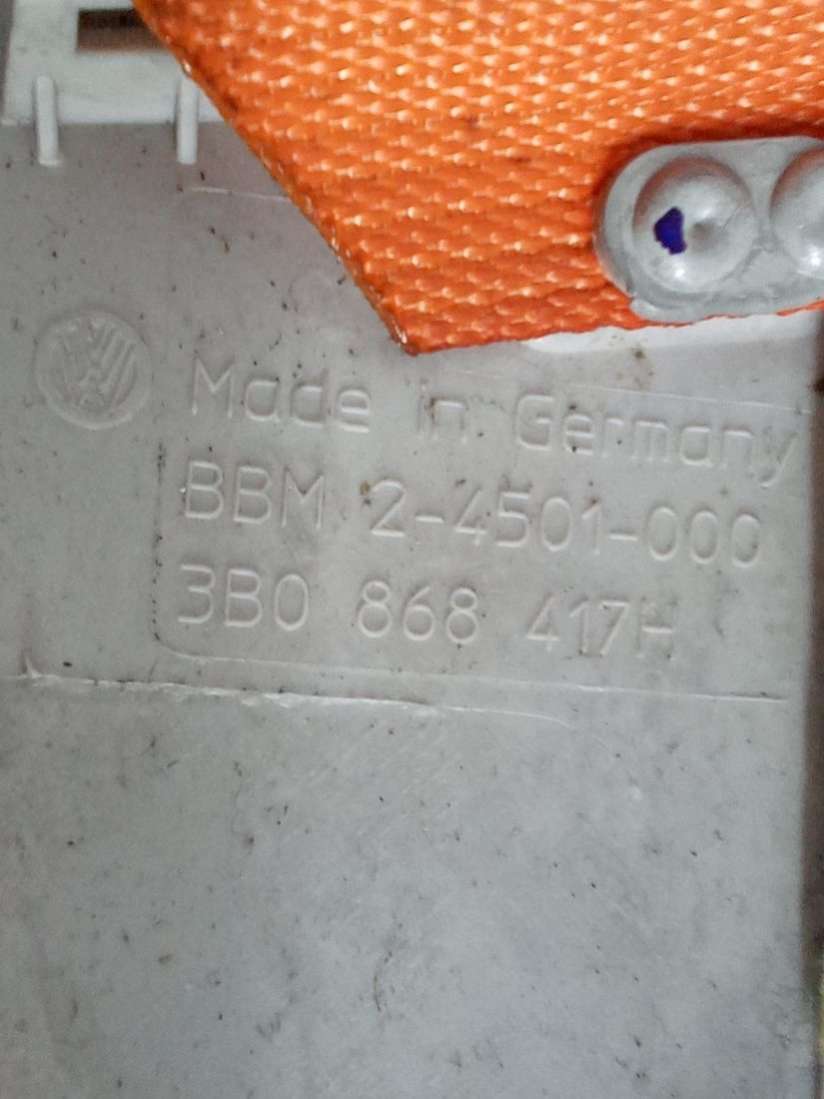 Made in Germany
BBM 2-4501-000
3B0 868 417H